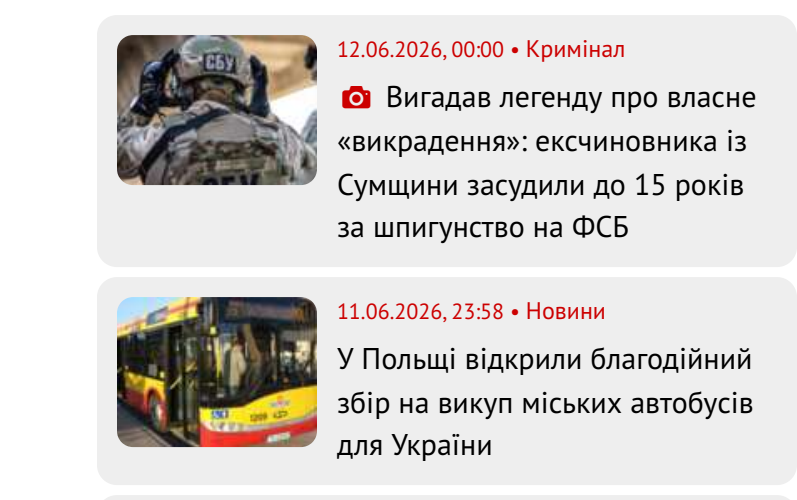 12.06.2026, 00:00 • Кримінал
Вигадав легенду про власне
«викрадення»: ексчиновника із
Сумщини засудили до 15 років
за шпигунство на ФСБ
СБУ
11.06.2026, 23:58 • Новини
У Польщі відкрили благодійний
збір на викуп міських автобусів
для України